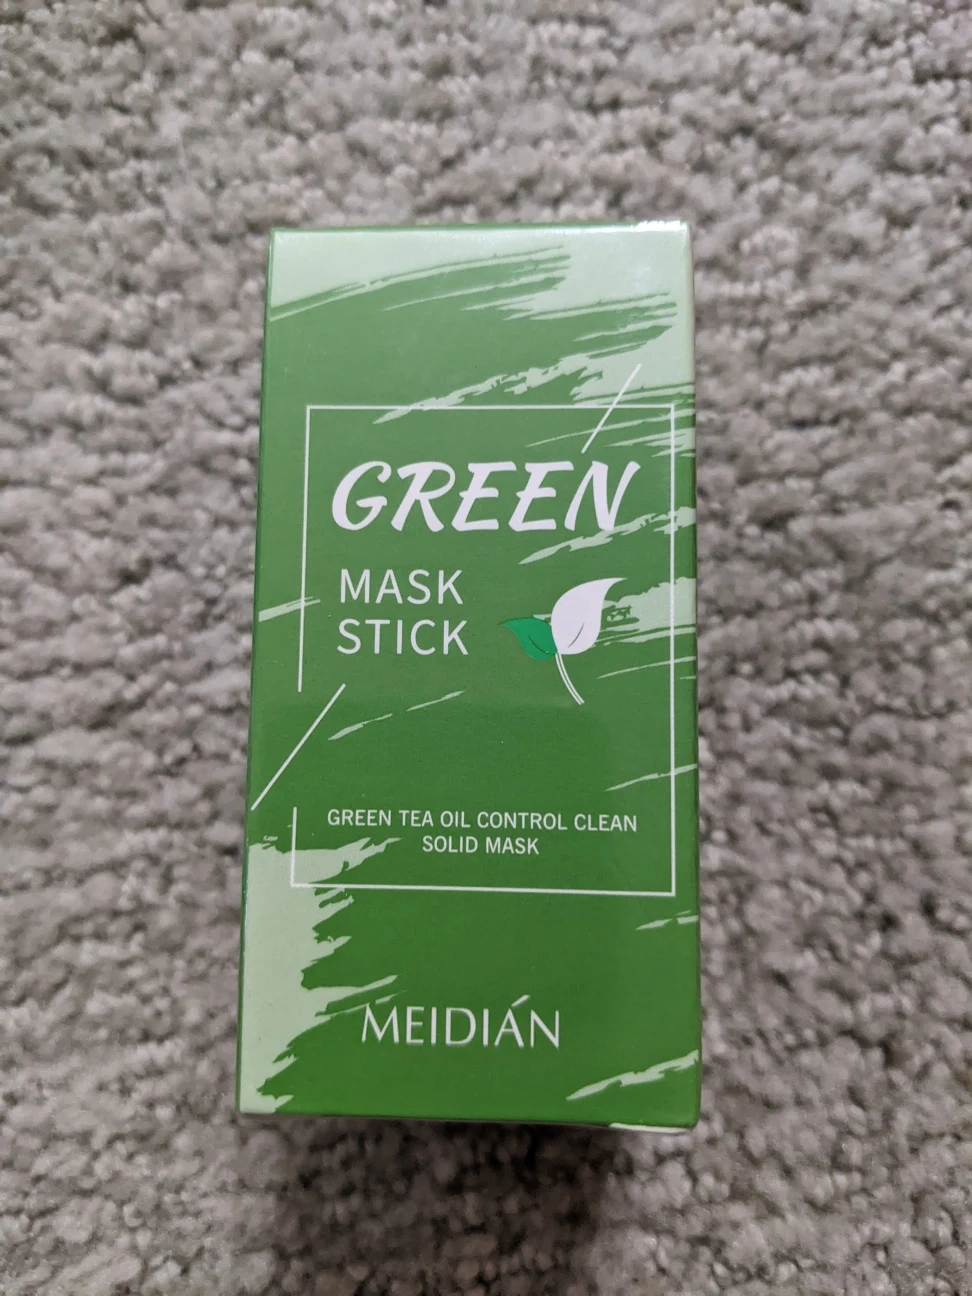 GREEN
MASK
STICK
GREEN TEA OIL CONTROL CLEAN
SOLID MASK
MEIDIÁN